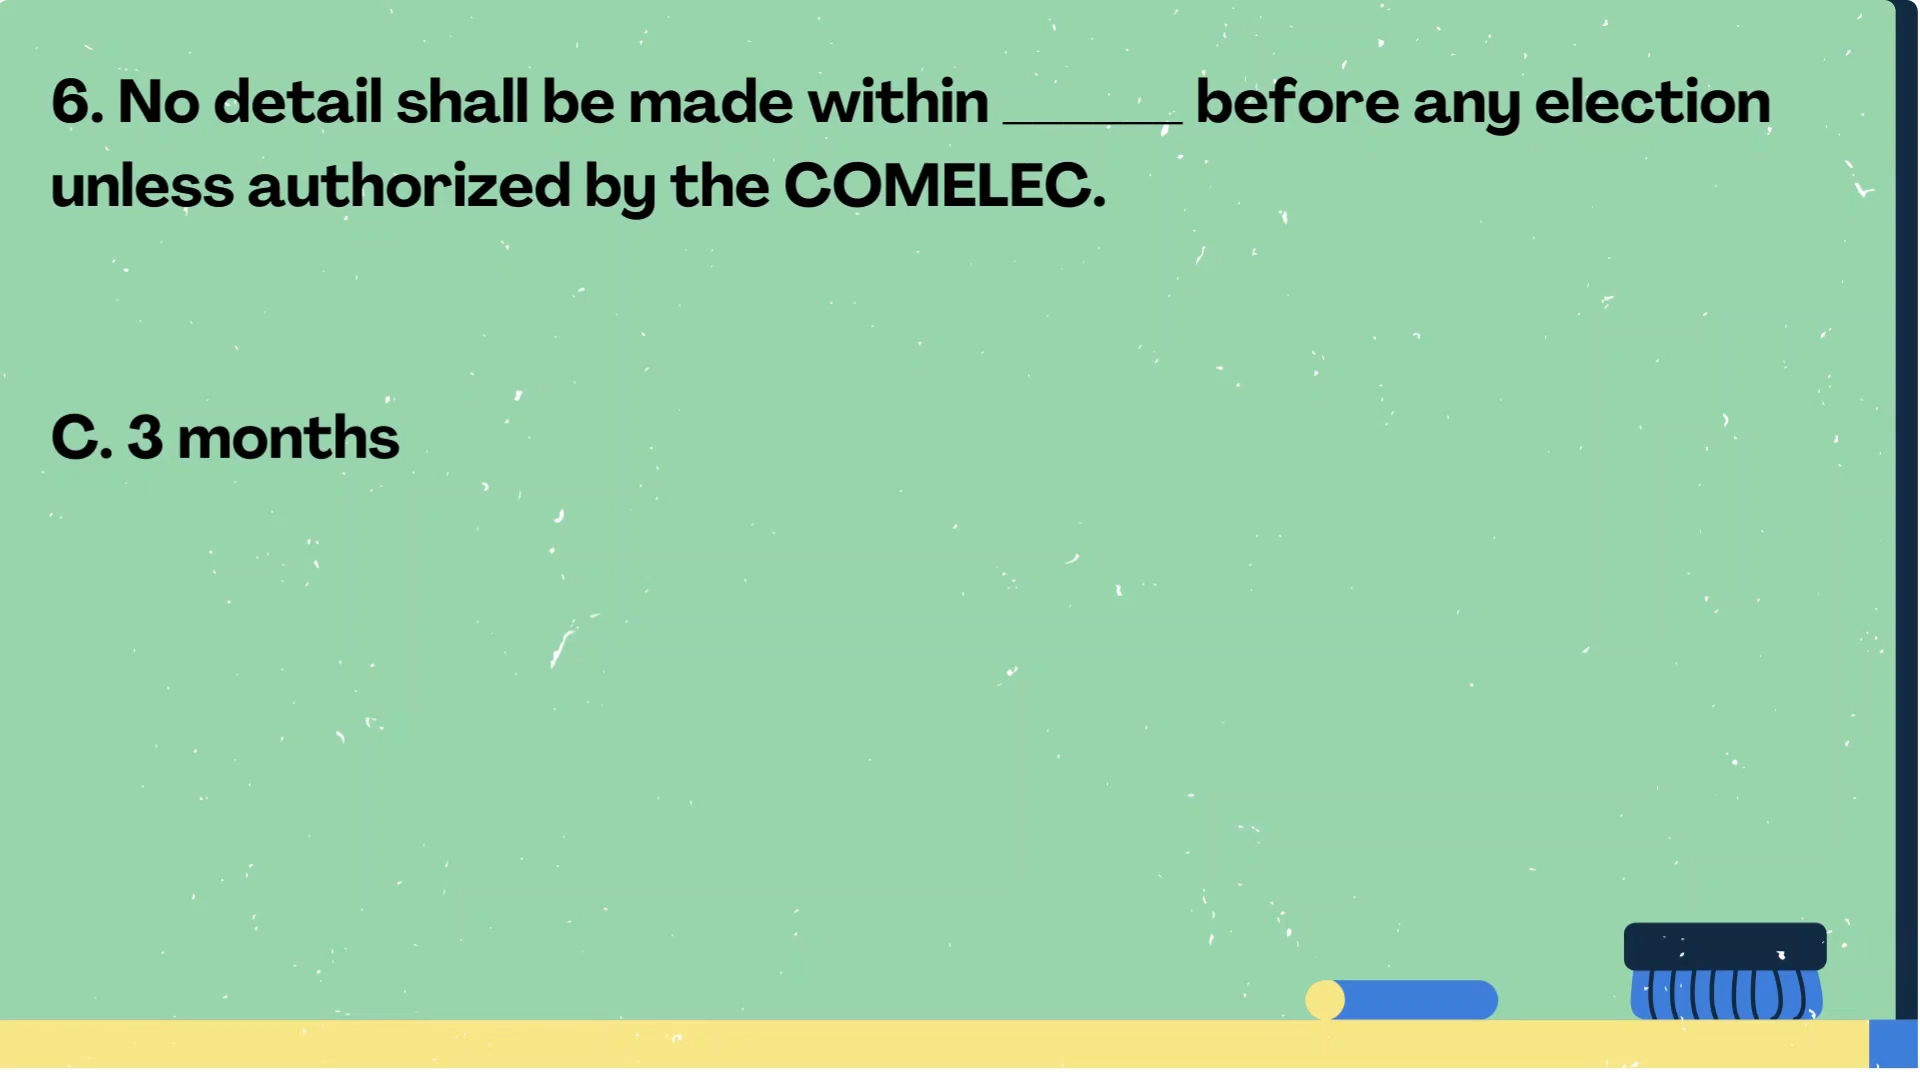 6. No detail shall be made within ______ before any election
unless authorized by the COMELEC.
C. 3 months